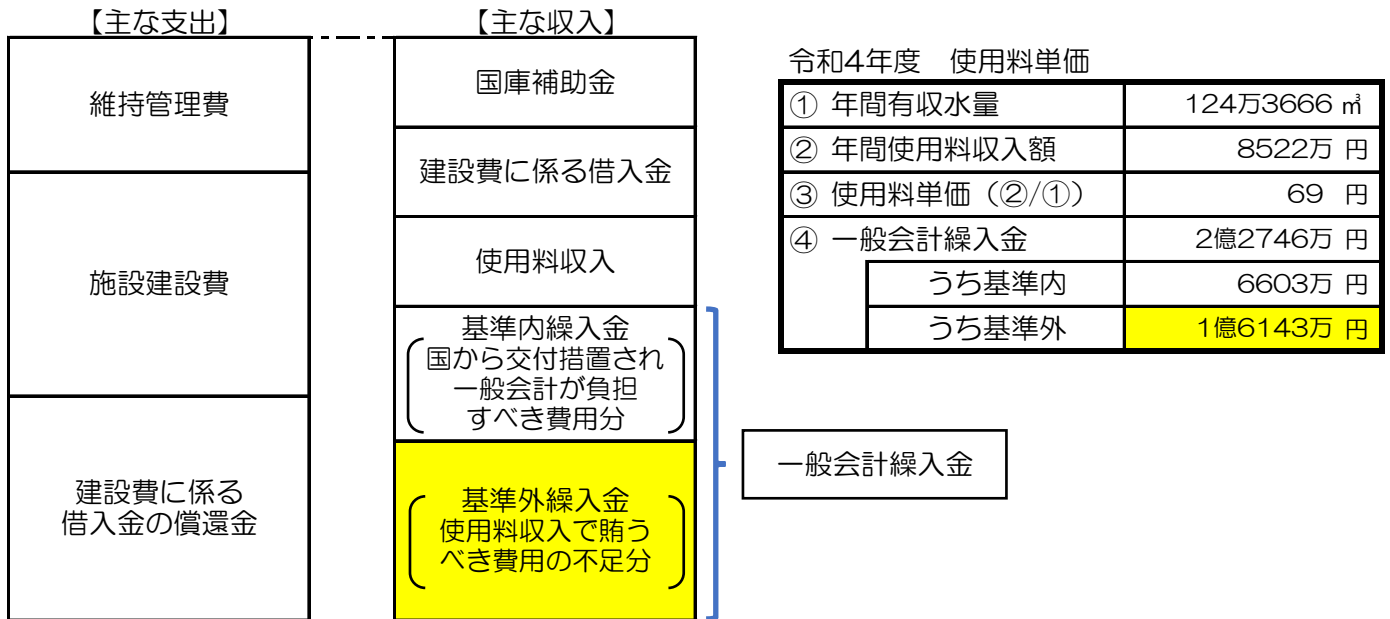 【主な支出】
維持管理費
施設建設費
建設費に係る
借入金の償還金
【主な収入】
国庫補助金
建設費に係る借入金
使用料収入
基準内繰入金
国から交付措置され
一般会計が負担
すべき費用分
基準外繰入金
使用料収入で賄う
べき費用の不足分
一般会計繰入金
令和4年度　使用料単価
① 年間有収水量 124万3666 ㎥
② 年間使用料収入額 8522万 円
③ 使用料単価（②/①） 69 円
④ 一般会計繰入金 2億2746万 円
うち基準内 6603万 円
うち基準外 1億6143万 円